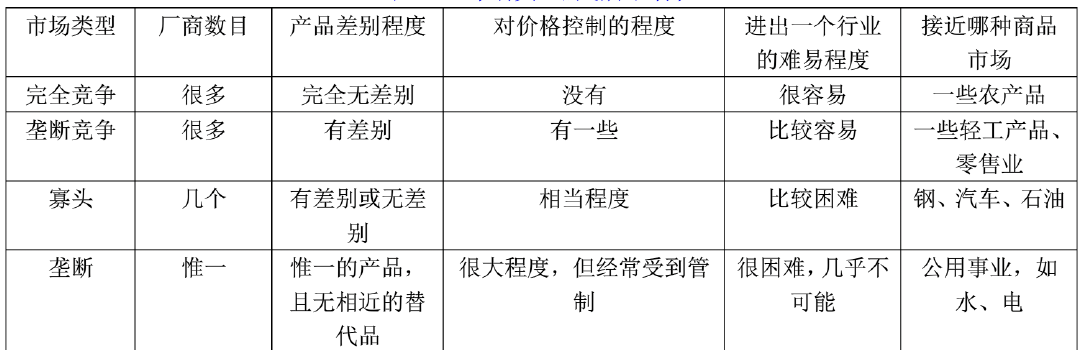 市场类型 厂商数目 产品差别程度 对价格控制的程度 进出一个行业 接近哪种商品
的难易程度 市场
完全竞争 很多 完全无差别 没有 很容易 一些农产品
垄断竞争 很多 有差别 有一些 比较容易 一些轻工产品、
零售业
寡头 几个 有差别或无差 相当程度 比较困难 钢、汽车、石油
别
垄断 惟一 惟一的产品， 很大程度，但经常受到管 很困难，几乎不 公用事业，如
且无相近的替 制 可能 水、电
代品